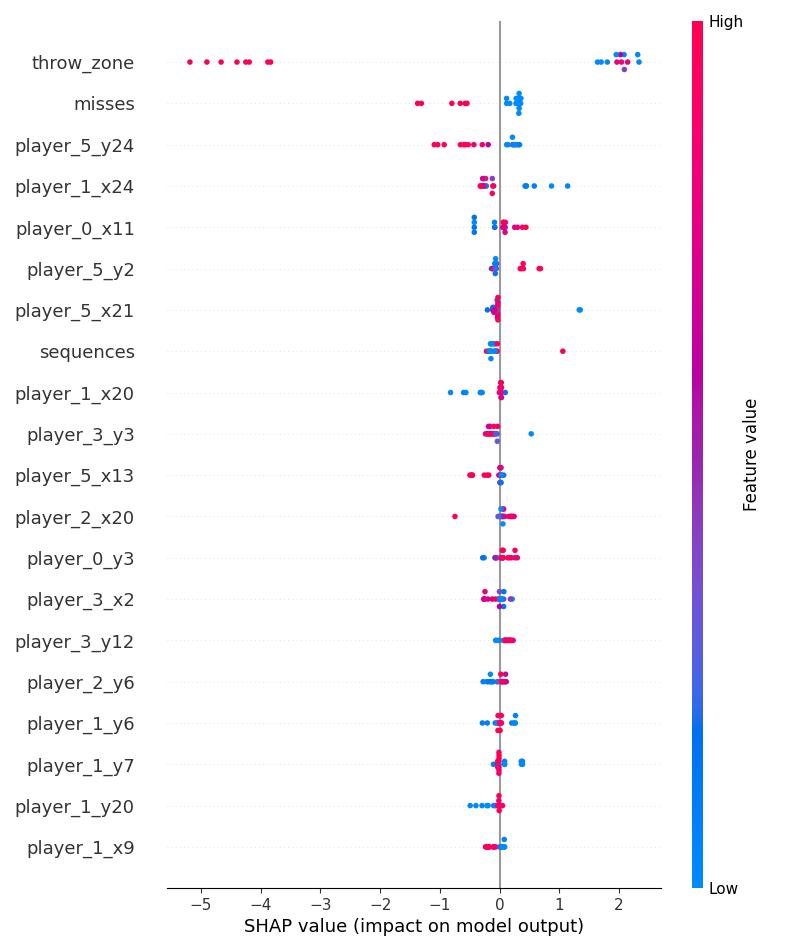 High
throw_zone
misses
player_5_y24
player_1_x24
player_0_x11
player_5_y2
player_5_x21
sequences
player_1_x20
player_3_y3
player_5_x13
player_2_x20
player_0_y3
player_3_x2
player_3_y12
player_2_y6
player_1_y6
player_1_y7
player_1_y20
player_1_x9
Feature value
Low
−5 −4 −3 −2 −1 0 1 2
SHAP value (impact on model output)